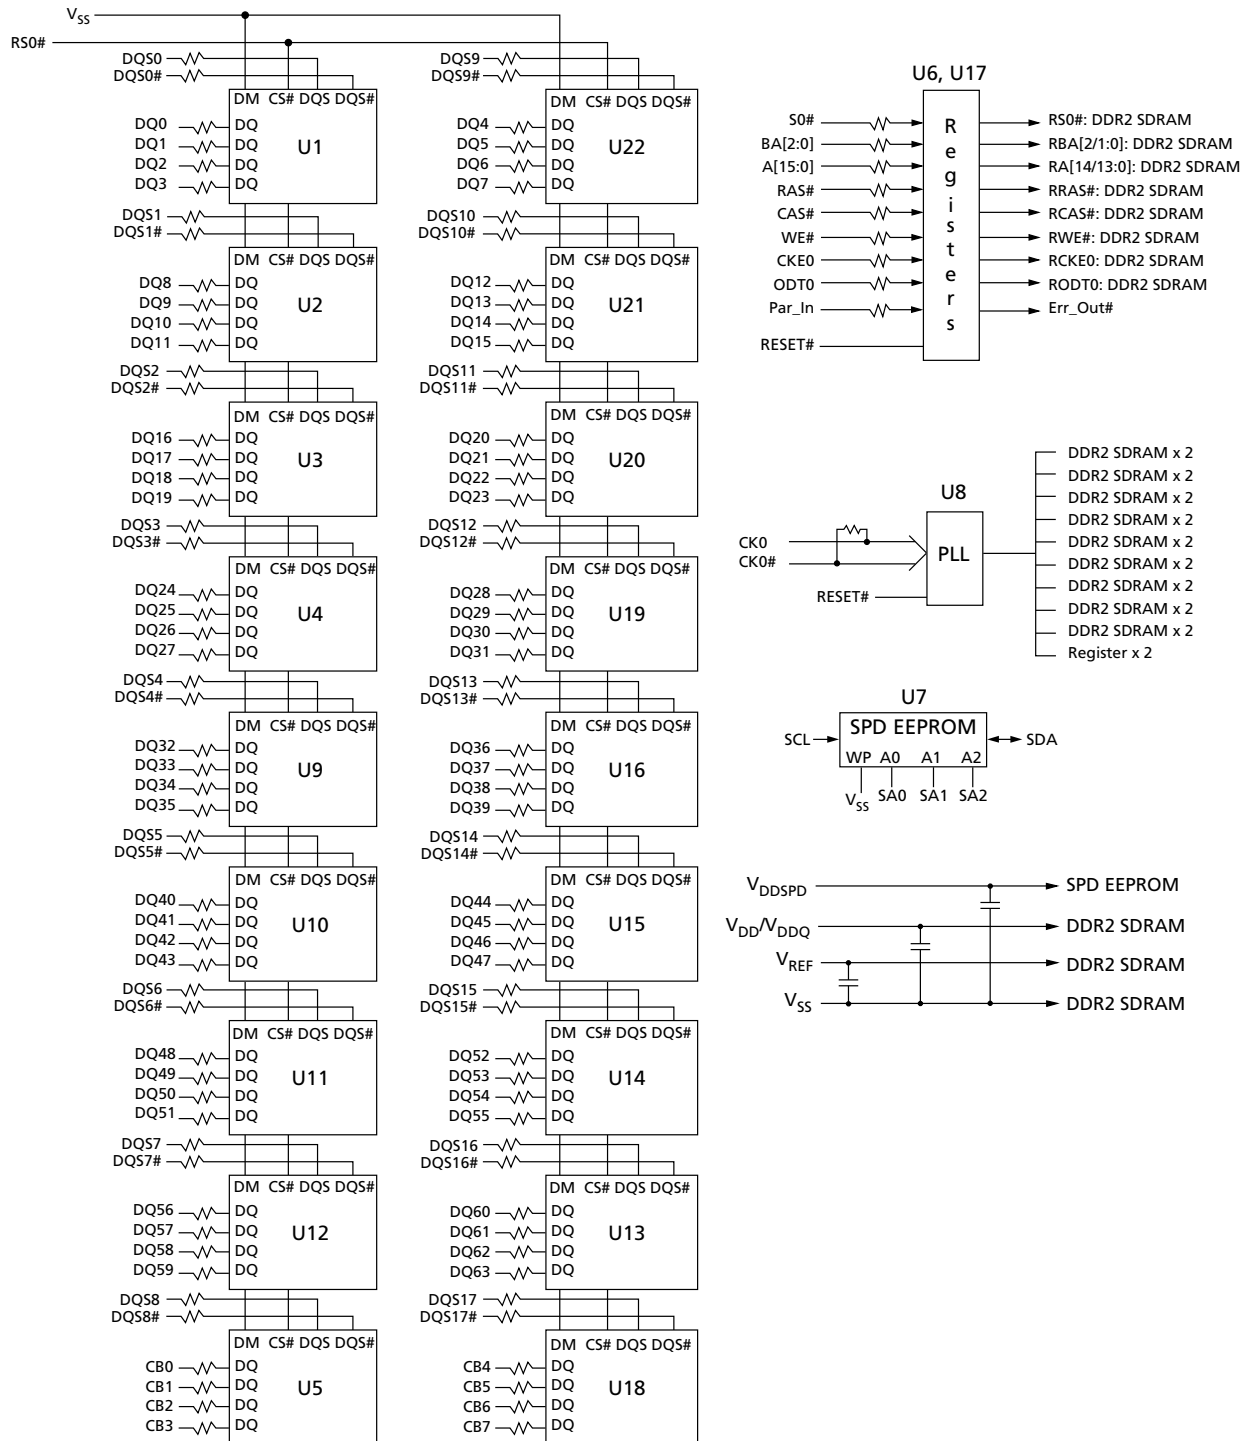 VSS
RS0#
DQS0
DQS0#
DM CS# DQS DQS#
DQ0 DQ
DQ1 DQ
DQ2 DQ
DQ3 DQ
U1
DQS1
DQS1#
DM CS# DQS DQS#
DQ8 DQ
DQ9 DQ
DQ10 DQ
DQ11 DQ
U2
DQS2
DQS2#
DM CS# DQS DQS#
DQ16 DQ
DQ17 DQ
DQ18 DQ
DQ19 DQ
U3
DQS3
DQS3#
DM CS# DQS DQS#
DQ24 DQ
DQ25 DQ
DQ26 DQ
DQ27 DQ
U4
DQS4
DQS4#
DM CS# DQS DQS#
DQ32 DQ
DQ33 DQ
DQ34 DQ
DQ35 DQ
U9
DQS5
DQS5#
DM CS# DQS DQS#
DQ40 DQ
DQ41 DQ
DQ42 DQ
DQ43 DQ
U10
DQS6
DQS6#
DM CS# DQS DQS#
DQ48 DQ
DQ49 DQ
DQ50 DQ
DQ51 DQ
U11
DQS7
DQS7#
DM CS# DQS DQS#
DQ56 DQ
DQ57 DQ
DQ58 DQ
DQ59 DQ
U12
DQS8
DQS8#
DM CS# DQS DQS#
CB0 DQ
CB1 DQ
CB2 DQ
CB3 DQ
U5
DQS9
DQS9#
DM CS# DQS DQS#
DQ4 DQ
DQ5 DQ
DQ6 DQ
DQ7 DQ
U22
DQS10
DQS10#
DM CS# DQS DQS#
DQ12 DQ
DQ13 DQ
DQ14 DQ
DQ15 DQ
U21
DQS11
DQS11#
DM CS# DQS DQS#
DQ20 DQ
DQ21 DQ
DQ22 DQ
DQ23 DQ
U20
DQS12
DQS12#
DM CS# DQS DQS#
DQ28 DQ
DQ29 DQ
DQ30 DQ
DQ31 DQ
U19
DQS13
DQS13#
DM CS# DQS DQS#
DQ36 DQ
DQ37 DQ
DQ38 DQ
DQ39 DQ
U16
DQS14
DQS14#
DM CS# DQS DQS#
DQ44 DQ
DQ45 DQ
DQ46 DQ
DQ47 DQ
U15
DQS15
DQS15#
DM CS# DQS DQS#
DQ52 DQ
DQ53 DQ
DQ54 DQ
DQ55 DQ
U14
DQS16
DQS16#
DM CS# DQS DQS#
DQ60 DQ
DQ61 DQ
DQ62 DQ
DQ63 DQ
U13
DQS17
DQS17#
DM CS# DQS DQS#
CB4 DQ
CB5 DQ
CB6 DQ
CB7 DQ
U18
U6, U17
Registers
S0# RS0#: DDR2 SDRAM
BA[2:0] RBA[2/1:0]: DDR2 SDRAM
A[15:0] RA[14/13:0]: DDR2 SDRAM
RAS# RRAS#: DDR2 SDRAM
CAS# RCAS#: DDR2 SDRAM
WE# RWE#: DDR2 SDRAM
CKE0 RCKE0: DDR2 SDRAM
ODT0 RODT0: DDR2 SDRAM
Par_In Err_Out#
RESET#
U8
PLL
CK0
CK0#
RESET#
DDR2 SDRAM x 2
DDR2 SDRAM x 2
DDR2 SDRAM x 2
DDR2 SDRAM x 2
DDR2 SDRAM x 2
DDR2 SDRAM x 2
DDR2 SDRAM x 2
DDR2 SDRAM x 2
DDR2 SDRAM x 2
Register x 2
U7
SPD EEPROM
SCL SDA
WP A0 A1 A2
VSS SA0 SA1 SA2
VDDSPD SPD EEPROM
VDD/VDDQ DDR2 SDRAM
VREF DDR2 SDRAM
VSS DDR2 SDRAM